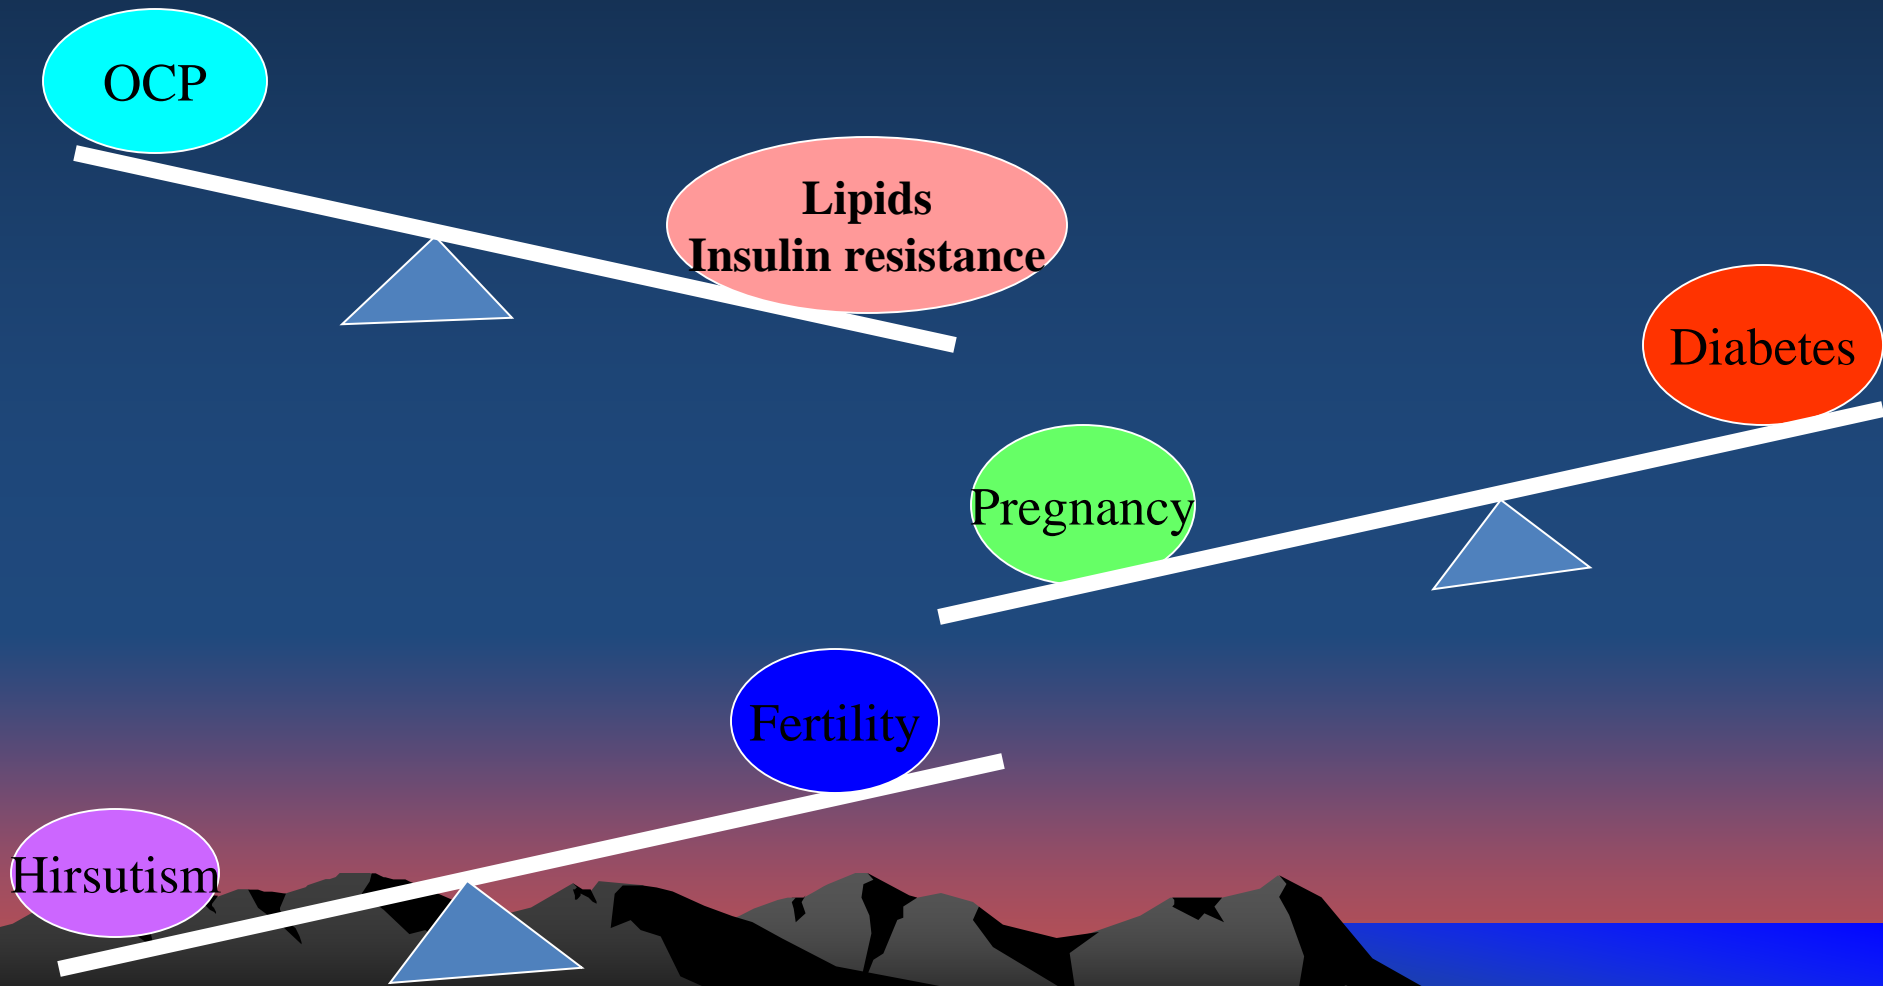 OCP
Lipids
Insulin resistance
Diabetes
Pregnancy
Fertility
Hirsutism